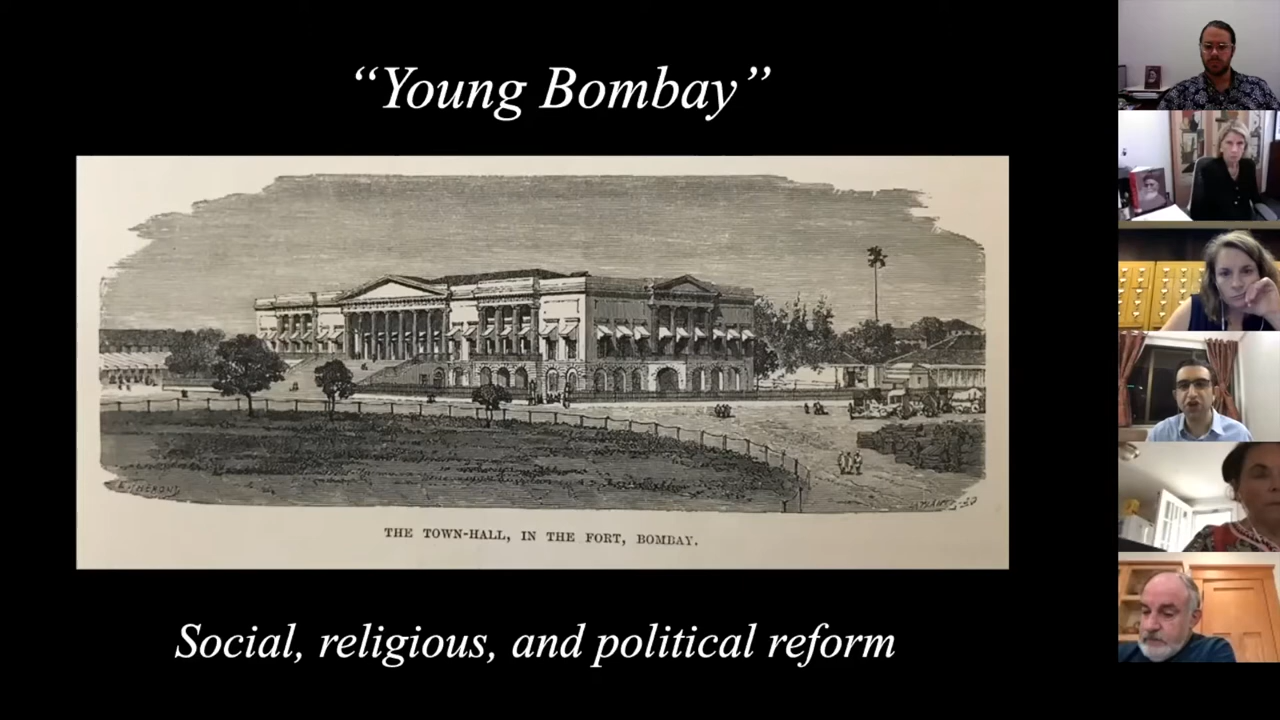 “Young Bombay”
THE TOWN-HALL, IN THE FORT, BOMBAY.
Social, religious, and political reform